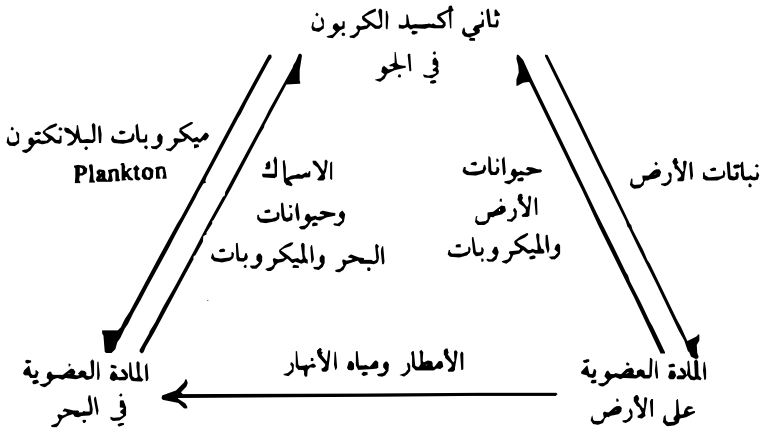 ثاني أكسيد الكربون
في الجو
ميكروبات البلانكتون
Plankton
الاسماك
وحيوانات
البحر والميكروبات
حيوانات
الأرض
والميكروبات
نباتات الأرض
المادة العضوية
على الأرض
الأمطار ومياه الأنهار
المادة العضوية
في البحر